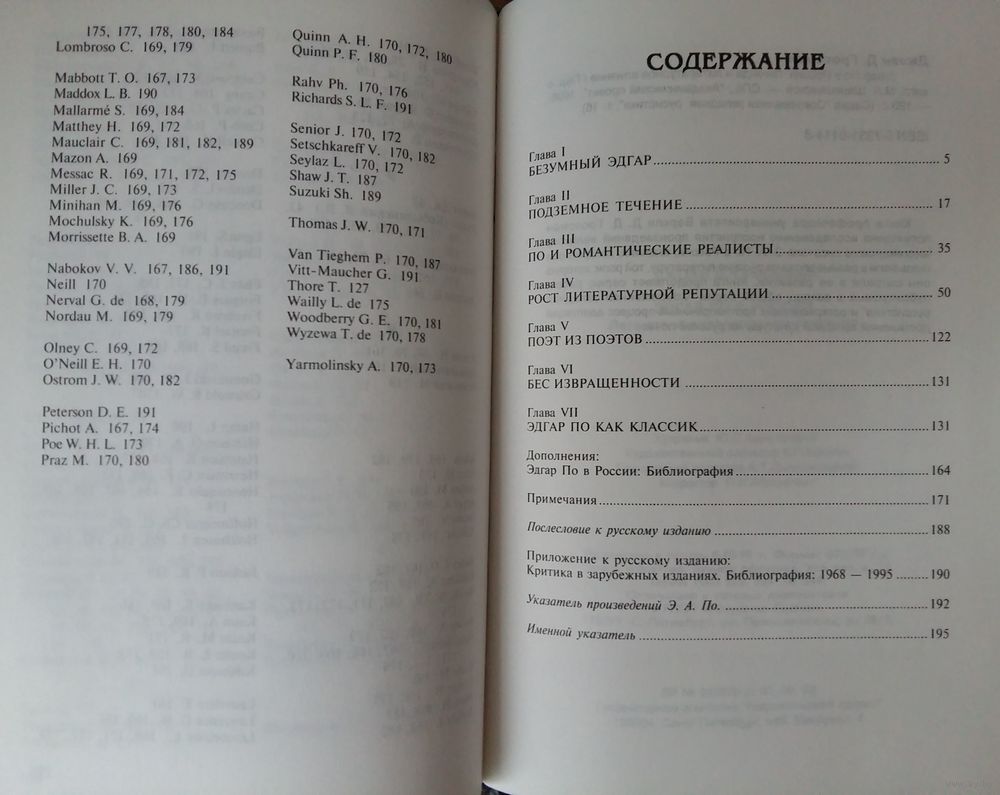 175, 177, 178, 180, 184
Lombroso C. 169, 179
Mabbott T. O. 167, 173
Maddox L. B. 190
Mallarmé S. 169, 184
Matthey H. 169, 172
Mauclair C. 169, 181, 182, 189
Mazon A. 169
Messac R. 169, 171, 172, 175
Miller J. C. 169, 173
Minihan M. 169, 176
Mochulsky K. 169, 176
Morrissette B. A. 169
Nabokov V. V. 167, 186, 191
Neill 170
Nerval G. de 168, 179
Nordau M. 169, 179
Olney C. 169, 172
O'Neill E. H. 170
Ostrom J. W. 170, 182
Peterson D. E. 191
Pichot A. 167, 174
Poe W. H. L. 173
Praz M. 170, 180
Quinn A. H. 170, 172, 180
Quinn P. F. 180
Rahv Ph. 170, 176
Richards S. L. F. 191
Senior J. 170, 172
Setschkareff V. 170, 182
Seylaz L. 170, 172
Shaw J. T. 187
Suzuki Sh. 189
Thomas J. W. 170, 171
Van Tieghem P. 170, 187
Vitt-Maucher G. 191
Thore T. 127
Wailly L. de 175
Woodberry G. E. 170, 181
Wyzewa T. de 170, 178
Yarmolinsky A. 170, 173
СОДЕРЖАНИЕ
Глава I
БЕЗУМНЫЙ ЭДГАР 5
Глава II
ПОДЗЕМНОЕ ТЕЧЕНИЕ 17
Глава III
ПО И РОМАНТИЧЕСКИЕ РЕАЛИСТЫ 35
Глава IV
РОСТ ЛИТЕРАТУРНОЙ РЕПУТАЦИИ 50
Глава V
ПОЭТ ИЗ ПОЭТОВ 122
Глава VI
БЕС ИЗВРАЩЕННОСТИ 131
Глава VII
ЭДГАР ПО КАК КЛАССИК 131
Дополнения:
Эдгар По в России: Библиография 164
Примечания 171
Послесловие к русскому изданию 188
Приложение к русскому изданию:
Критика в зарубежных изданиях. Библиография: 1968 — 1995 190
Указатель произведений Э. А. По. 192
Именной указатель 195